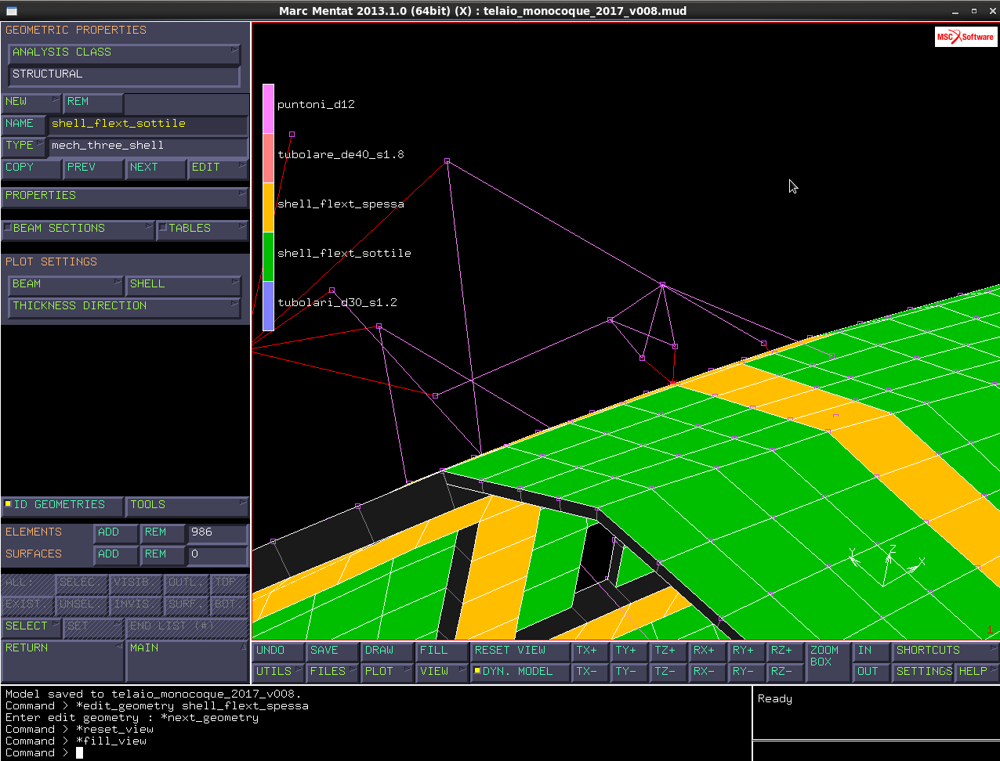 Marc Mentat 2013.1.0 (64bit) (X) : telaio_monocoque_2017_v008.mud
GEOMETRIC PROPERTIES
ANALYSIS CLASS
STRUCTURAL
NEW REM
NAME shell_flext_sottile
TYPE mech_three_shell
COPY PREV NEXT EDIT
PROPERTIES
BEAM SECTIONS TABLES
PLOT SETTINGS
BEAM SHELL
THICKNESS DIRECTION
ID GEOMETRIES TOOLS
ELEMENTS ADD REM 986
SURFACES ADD REM 0
ALL SELEC. VISIB. OUTL. TOP
EXIST. UNSEL. INVIS. SURF. BOT.
SELECT SET END LIST (#)
RETURN MAIN
MSC Software
puntoni_d12
tubolare_de40_s1.8
shell_flext_spessa
shell_flext_sottile
tubolari_d30_s1.2
Y Z X
1
UNDO SAVE DRAW FILL RESET VIEW TX+ TY+ TZ+ RX+ RY+ RZ+ ZOOM BOX IN SHORTCUTS
UTILS FILES PLOT VIEW DYN. MODEL TX- TY- TZ- RX- RY- RZ- OUT SETTINGS HELP
Model saved to telaio_monocoque_2017_v008.
Command > *edit_geometry shell_flext_spessa
Enter edit geometry : *next_geometry
Command > *reset_view
Command > *fill_view
Command >
Ready